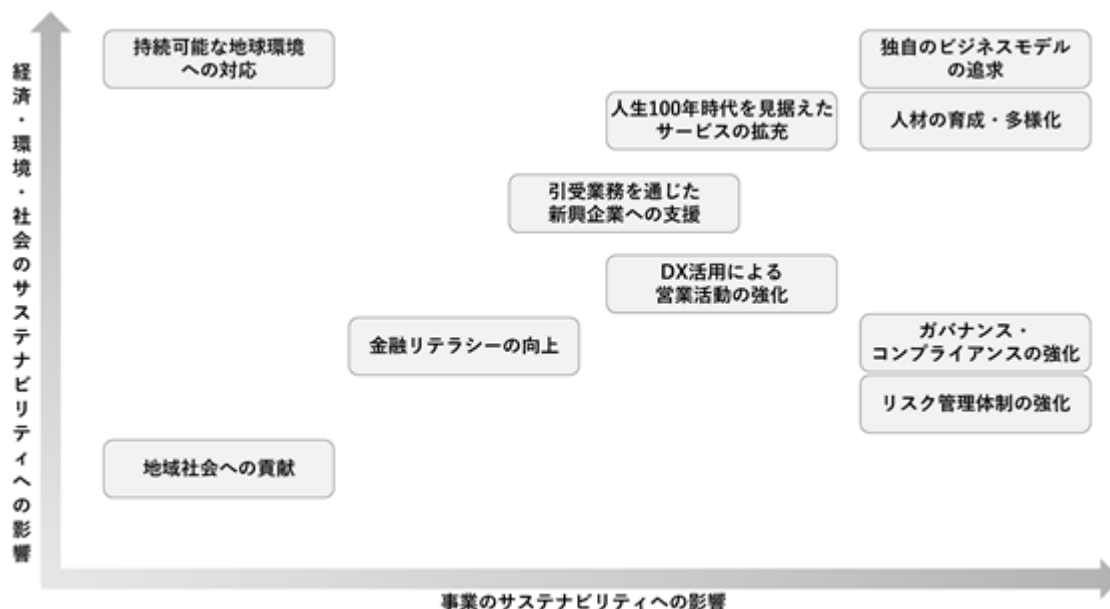 経済・環境・社会のサステナビリティへの影響
持続可能な地球環境
への対応
独自のビジネスモデル
の追求
人生100年時代を見据えた
サービスの拡充
人材の育成・多様化
引受業務を通じた
新興企業への支援
DX活用による
営業活動の強化
金融リテラシーの向上
ガバナンス・
コンプライアンスの強化
リスク管理体制の強化
地域社会への貢献
事業のサステナビリティへの影響